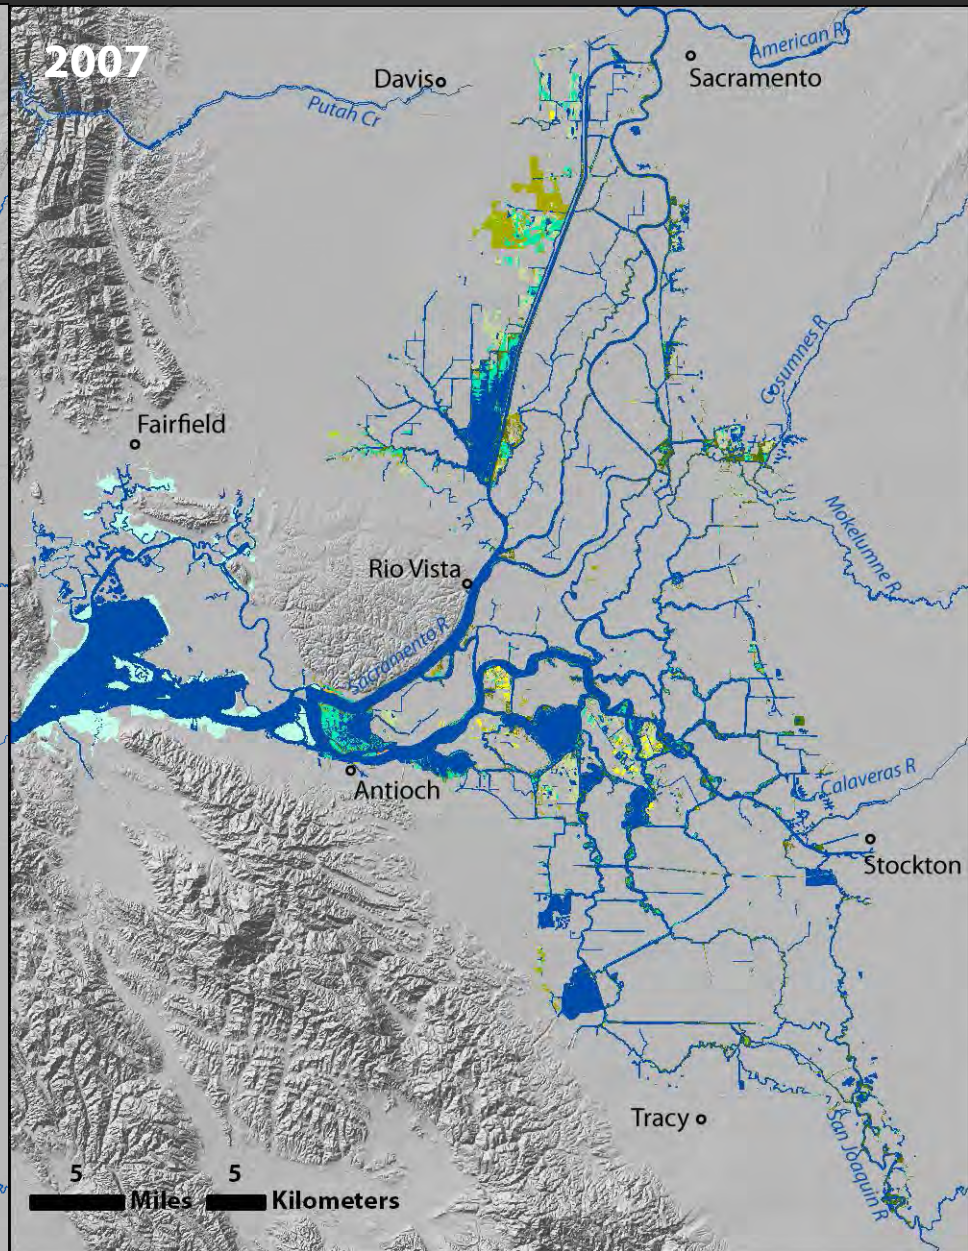 2007
American R
Sacramento
Davis
Putah Cr
Cosumnes R
Fairfield
Mokelumne R
Rio Vista
Sacramento R
Antioch
Calaveras R
Stockton
Tracy
San Joaquin R
5 5
Miles Kilometers